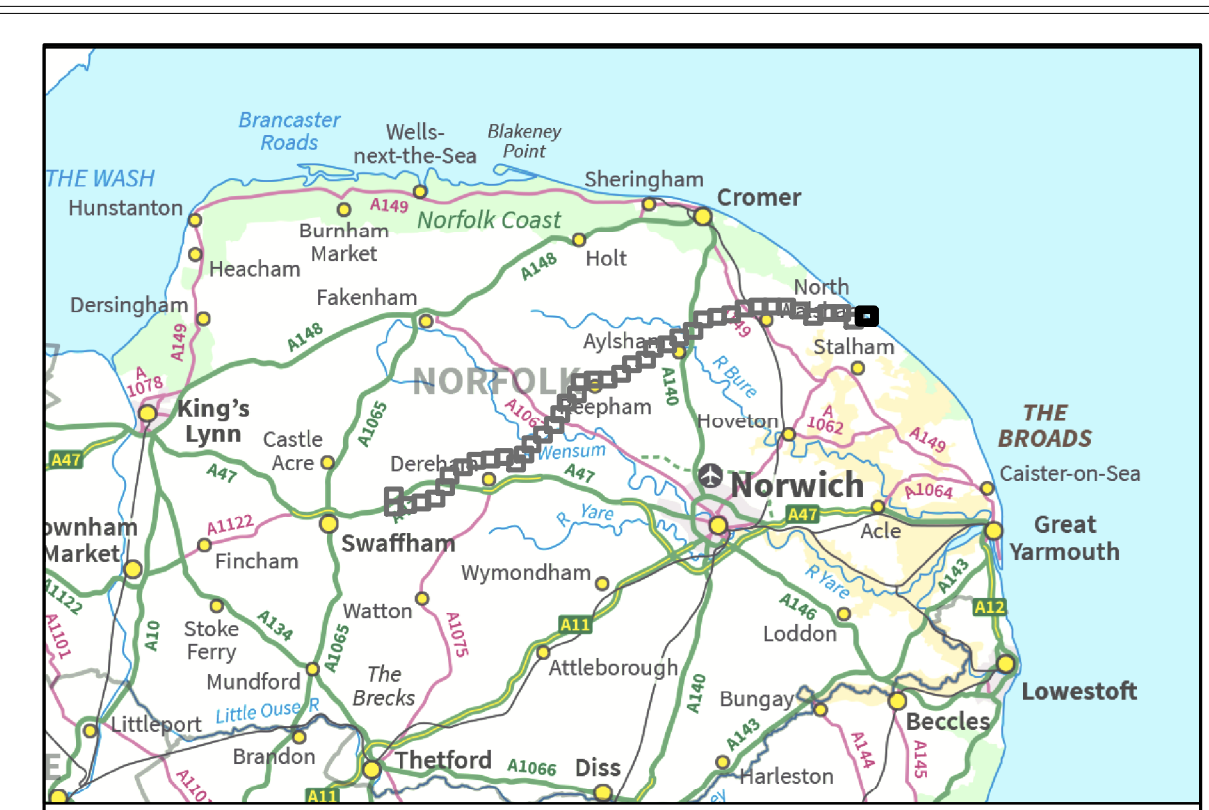 Brancaster
Roads
Wells-
next-the-Sea
Blakeney
Point
THE WASH
Sheringham
Cromer
Hunstanton
A149
Norfolk Coast
Burnham
Market
Holt
Heacham
A148
Dersingham
Fakenham
North
A149
A148
Aylsham
Stalham
A
1078
NORFOLK
R Bure
A140
King's
Lynn
A1065
Reepham
Hoveton
A
1062
THE
BROADS
A149
Castle
Acre
A47
A47
Dereham
Wensum
A47
Caister-on-Sea
Norwich
A1064
A1122
R Yare
A47
Acle
Great
Yarmouth
ownham
Market
Swaffham
Fincham
Wymondham
R Yare
A143
A1122
Watton
A146
A12
Stoke
Ferry
A134
A10
A1101
A1065
A1075
A11
Loddon
Attleborough
The
Brecks
Mundford
A140
Bungay
Lowestoft
Littleport
Little Ouse R
Beccles
Brandon
A143
A144
A145
Thetford
A1066
Diss
Harleston
E
A1101
A11
ey